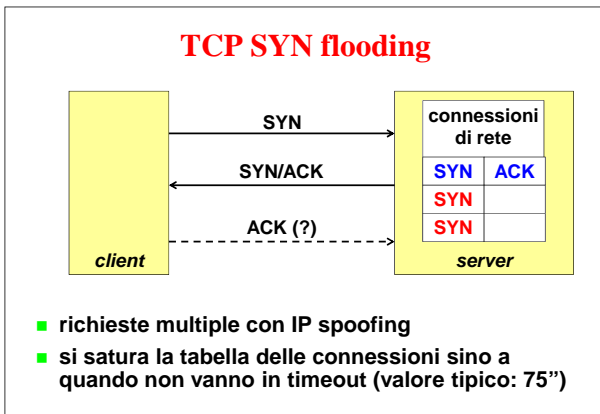 TCP SYN flooding
SYN
SYN/ACK
ACK (?)
client
connessioni
di rete
SYN ACK
SYN
SYN
server
richieste multiple con IP spoofing
si satura la tabella delle connessioni sino a
quando non vanno in timeout (valore tipico: 75”)